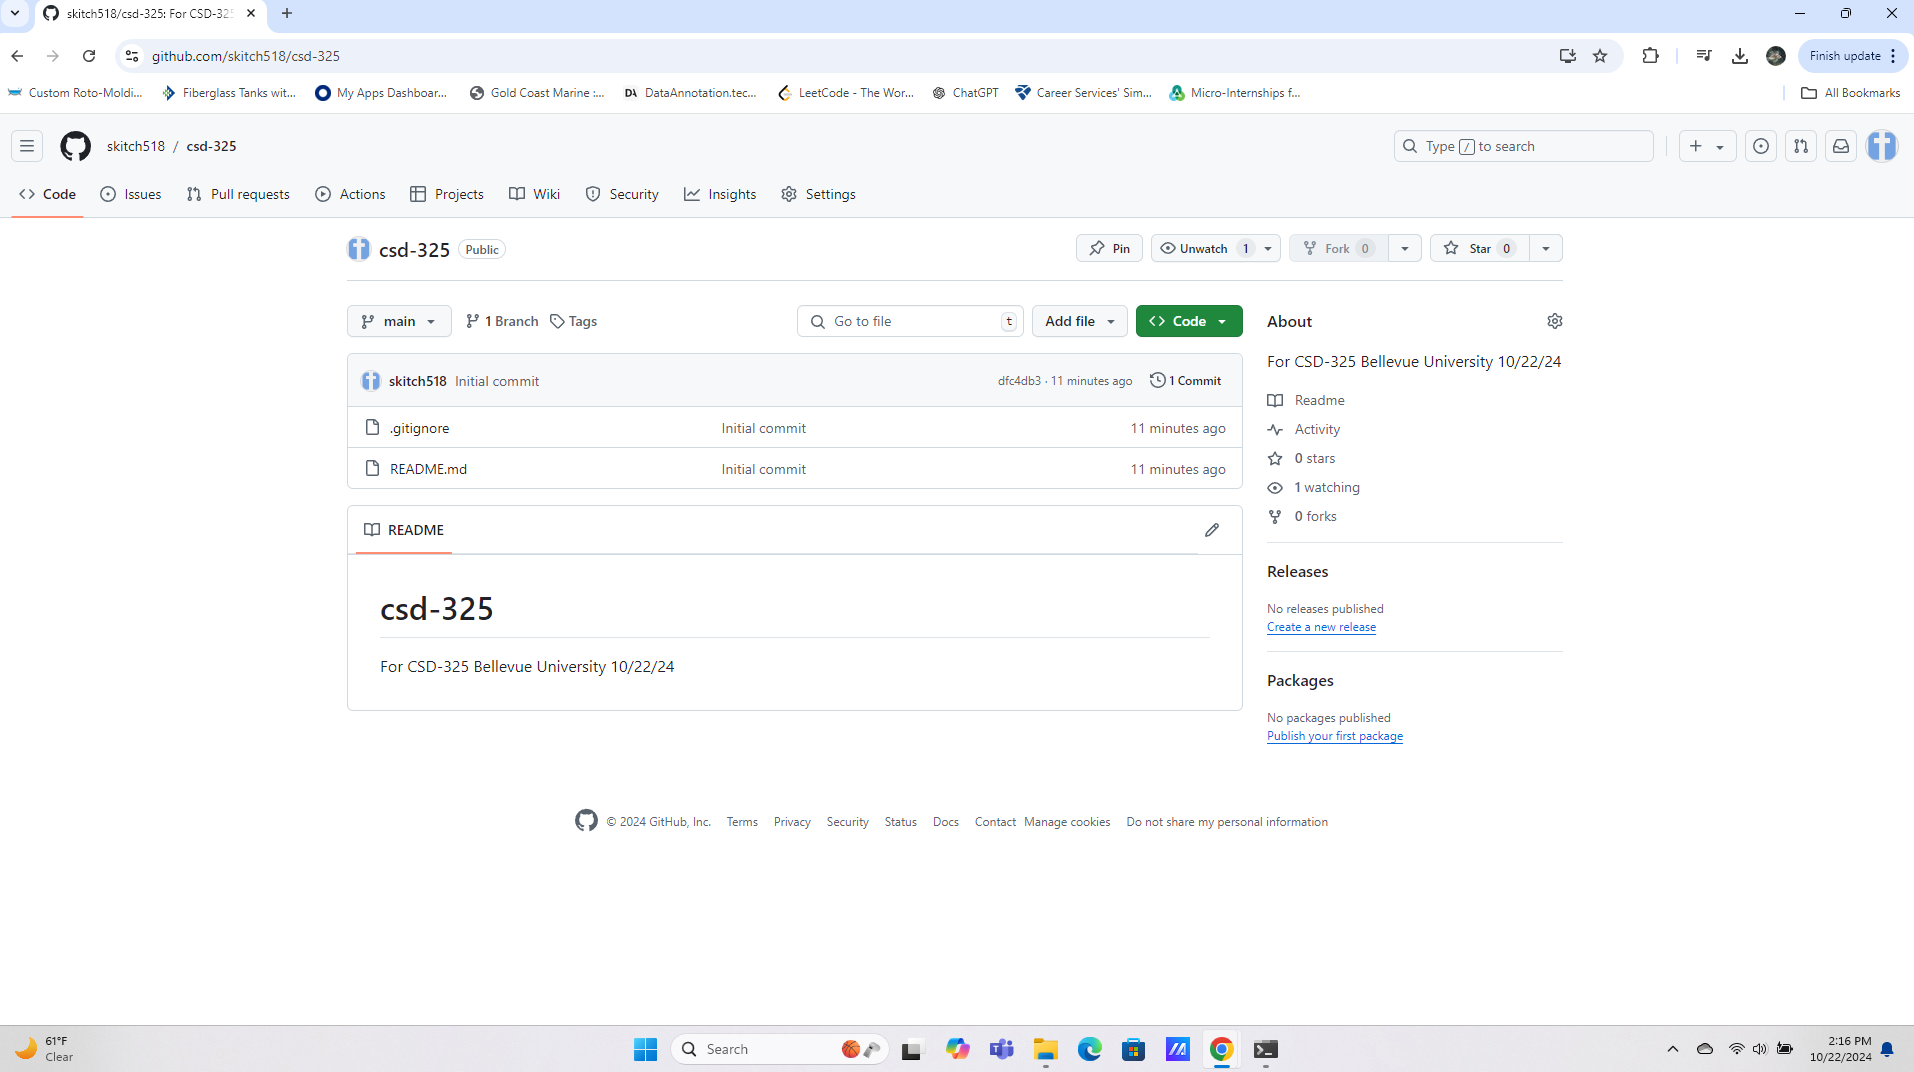 skitch518/csd-325: For CSD-325
github.com/skitch518/csd-325
Finish update
Custom Roto-Moldi...
Fiberglass Tanks wit...
My Apps Dashboar...
Gold Coast Marine :...
DA DataAnnotation.tec...
LeetCode - The Wor...
ChatGPT
Career Services' Sim...
Micro-Internships f...
All Bookmarks
skitch518 / csd-325
Type / to search
Code
Issues
Pull requests
Actions
Projects
Wiki
Security
Insights
Settings
csd-325 Public
Pin
Unwatch 1
Fork 0
Star 0
main
1 Branch
Tags
Go to file t
Add file
Code
skitch518 Initial commit
dfc4db3 · 11 minutes ago
1 Commit
.gitignore Initial commit 11 minutes ago
README.md Initial commit 11 minutes ago
README
csd-325
For CSD-325 Bellevue University 10/22/24
About
For CSD-325 Bellevue University 10/22/24
Readme
Activity
0 stars
1 watching
0 forks
Releases
No releases published
Create a new release
Packages
No packages published
Publish your first package
© 2024 GitHub, Inc. Terms Privacy Security Status Docs Contact Manage cookies Do not share my personal information
61°F
Clear
Search
2:16 PM
10/22/2024